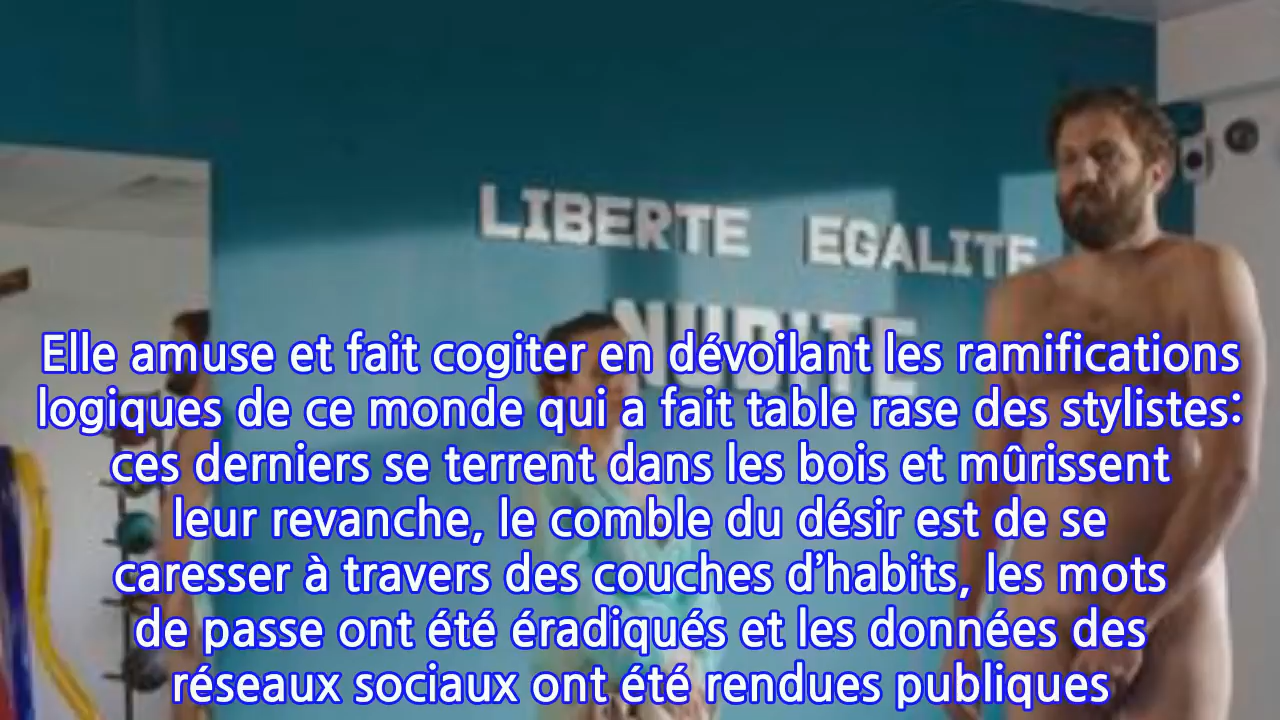 LIBERTE EGALITE
NUDITE
Elle amuse et fait cogiter en dévoilant les ramifications
logiques de ce monde qui a fait table rase des stylistes:
ces derniers se terrent dans les bois et mûrissent
leur revanche, le comble du désir est de se
caresser à travers des couches d’habits, les mots
de passe ont été éradiqués et les données des
réseaux sociaux ont été rendues publiques